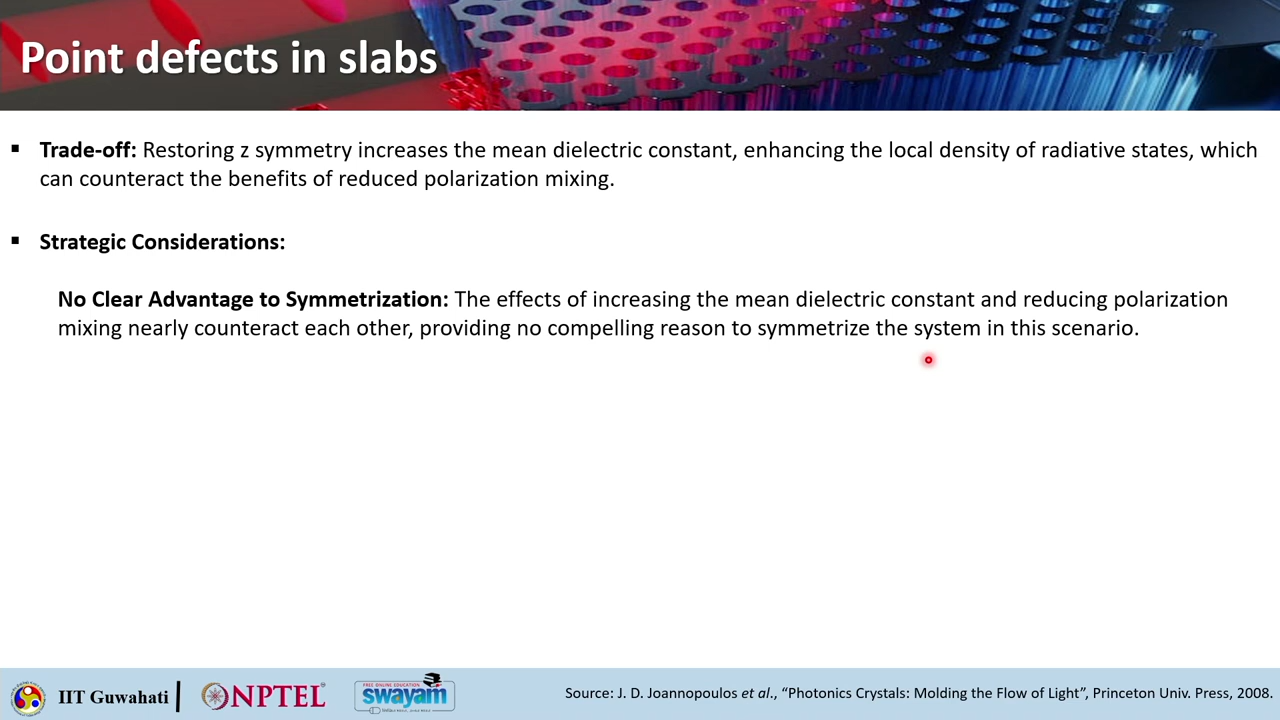 Point defects in slabs
▪ Trade-off: Restoring z symmetry increases the mean dielectric constant, enhancing the local density of radiative states, which
can counteract the benefits of reduced polarization mixing.
▪ Strategic Considerations:
No Clear Advantage to Symmetrization: The effects of increasing the mean dielectric constant and reducing polarization
mixing nearly counteract each other, providing no compelling reason to symmetrize the system in this scenario.
IIT Guwahati
NPTEL
FREE ONLINE EDUCATION
swayam
Source: J. D. Joannopoulos et al., “Photonics Crystals: Molding the Flow of Light”, Princeton Univ. Press, 2008.